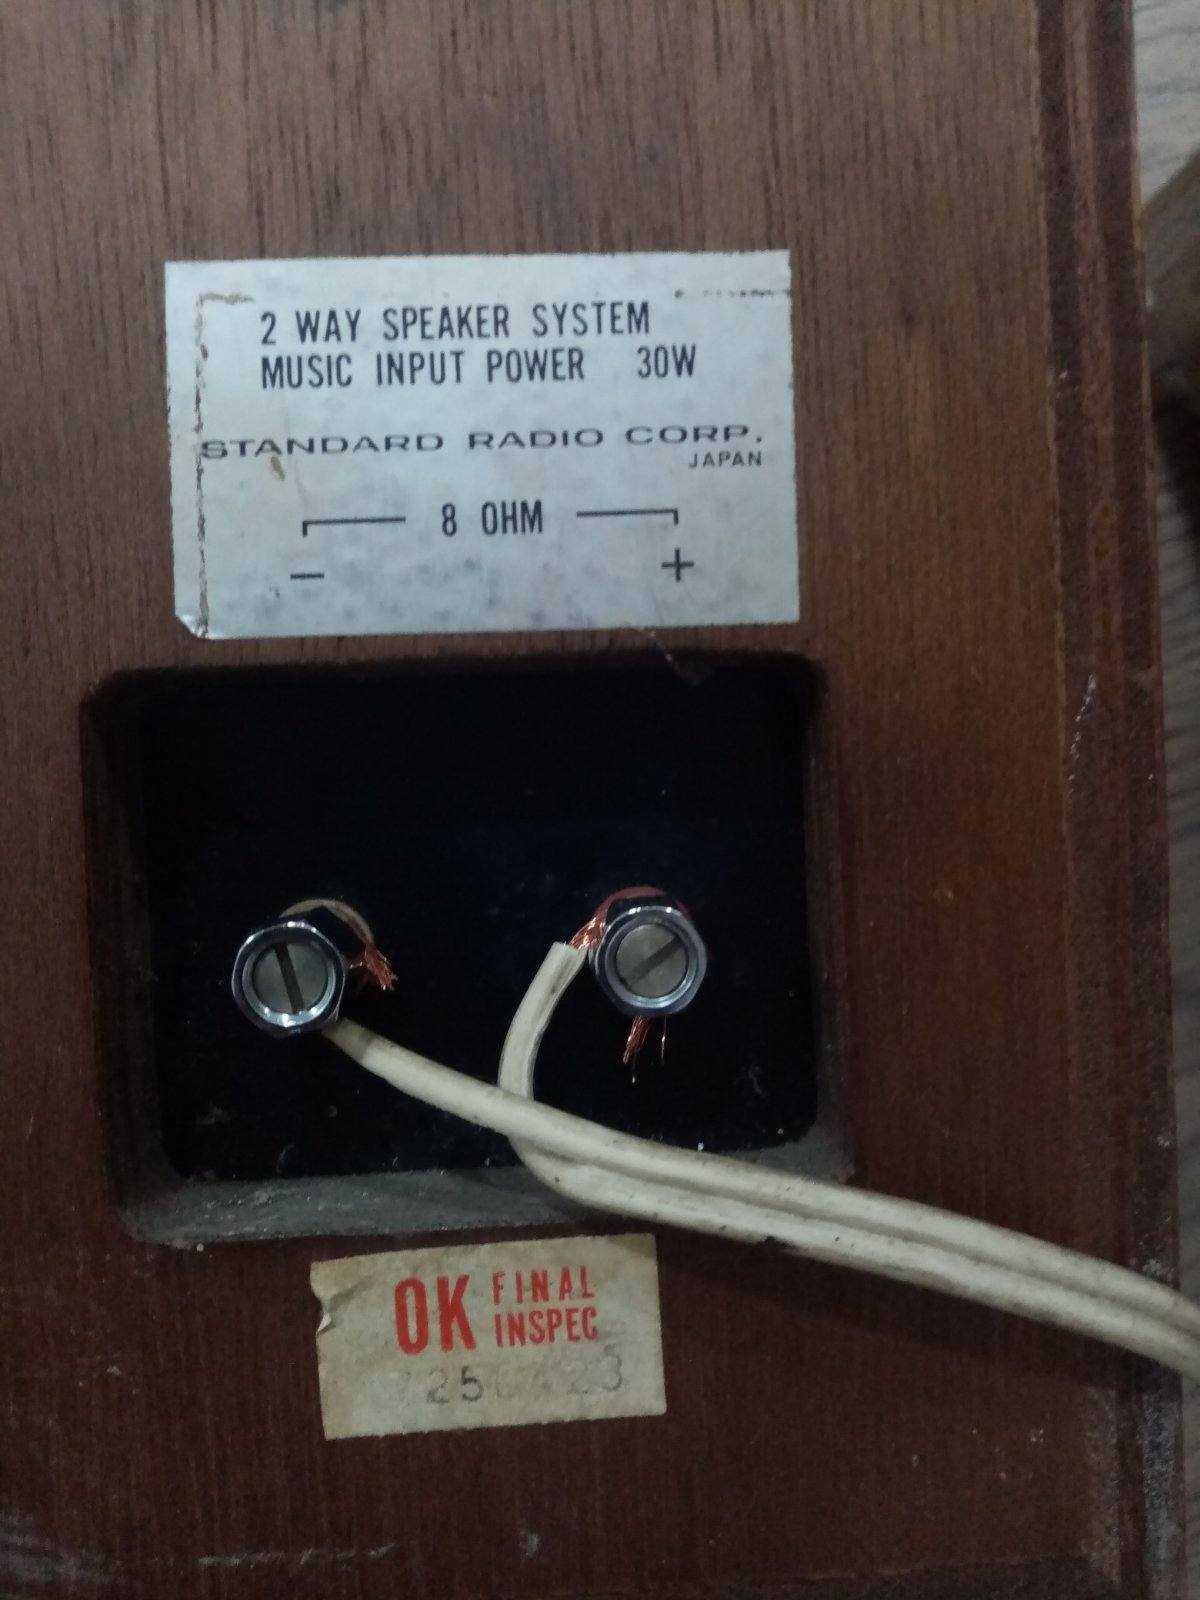 2 WAY SPEAKER SYSTEM
MUSIC INPUT POWER 30W
STANDARD RADIO CORP.
JAPAN
8 OHM
− +
OK FINAL
INSPEC